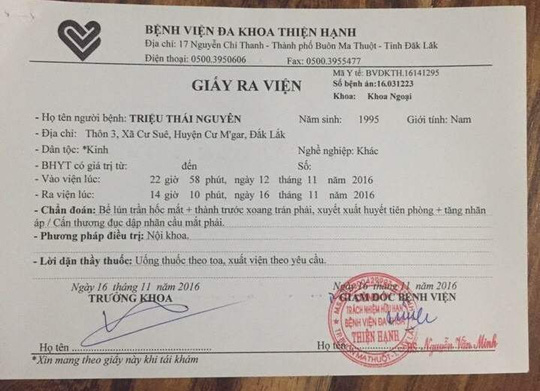 BỆNH VIỆN ĐA KHOA THIỆN HẠNH
Địa chỉ: 17 Nguyễn Chí Thanh - Thành phố Buôn Ma Thuột - Tỉnh Đăk Lăk
Điện thoại: 0500.3950606 Fax: 0500.3955477
Mã Y tế: BVDKTH.16141295
GIẤY RA VIỆN
Số bệnh án: 16.031223
Khoa: Khoa Ngoại
- Họ tên người bệnh: TRIỆU THÁI NGUYÊN Năm sinh: 1995 Giới tính: Nam
- Địa chỉ: Thôn 3, Xã Cư Suê, Huyện Cư M'gar, Đắk Lắk
- Dân tộc: *Kinh Nghề nghiệp: Khác
- BHYT có giá trị từ: đến Số:
- Vào viện lúc: 22 giờ 58 phút, ngày 12 tháng 11 năm 2016
- Ra viện lúc: 14 giờ 10 phút, ngày 16 tháng 11 năm 2016
- Chẩn đoán: Bể lún trần hốc mắt + thành trước xoang trán phải, xuyết xuất huyết tiền phòng + tăng nhãn
áp / Cấn thương đục dập nhãn cầu mắt phải.
- Phương pháp điều trị: Nội khoa.
- Lời dặn thầy thuốc: Uống thuốc theo toa, xuất viện theo yêu cầu.
Ngày 16 tháng 11 năm 2016 Ngày 16 tháng 11 năm 2016
TRƯỞNG KHOA GIÁM ĐỐC BỆNH VIỆN
TRÁCH NHIỆM HỮU HẠN
BỆNH VIỆN ĐA KHOA
THIỆN HẠNH
Họ tên Họ tên Nguyễn Văn Minh
*Xin mang theo giấy này khi tái khám